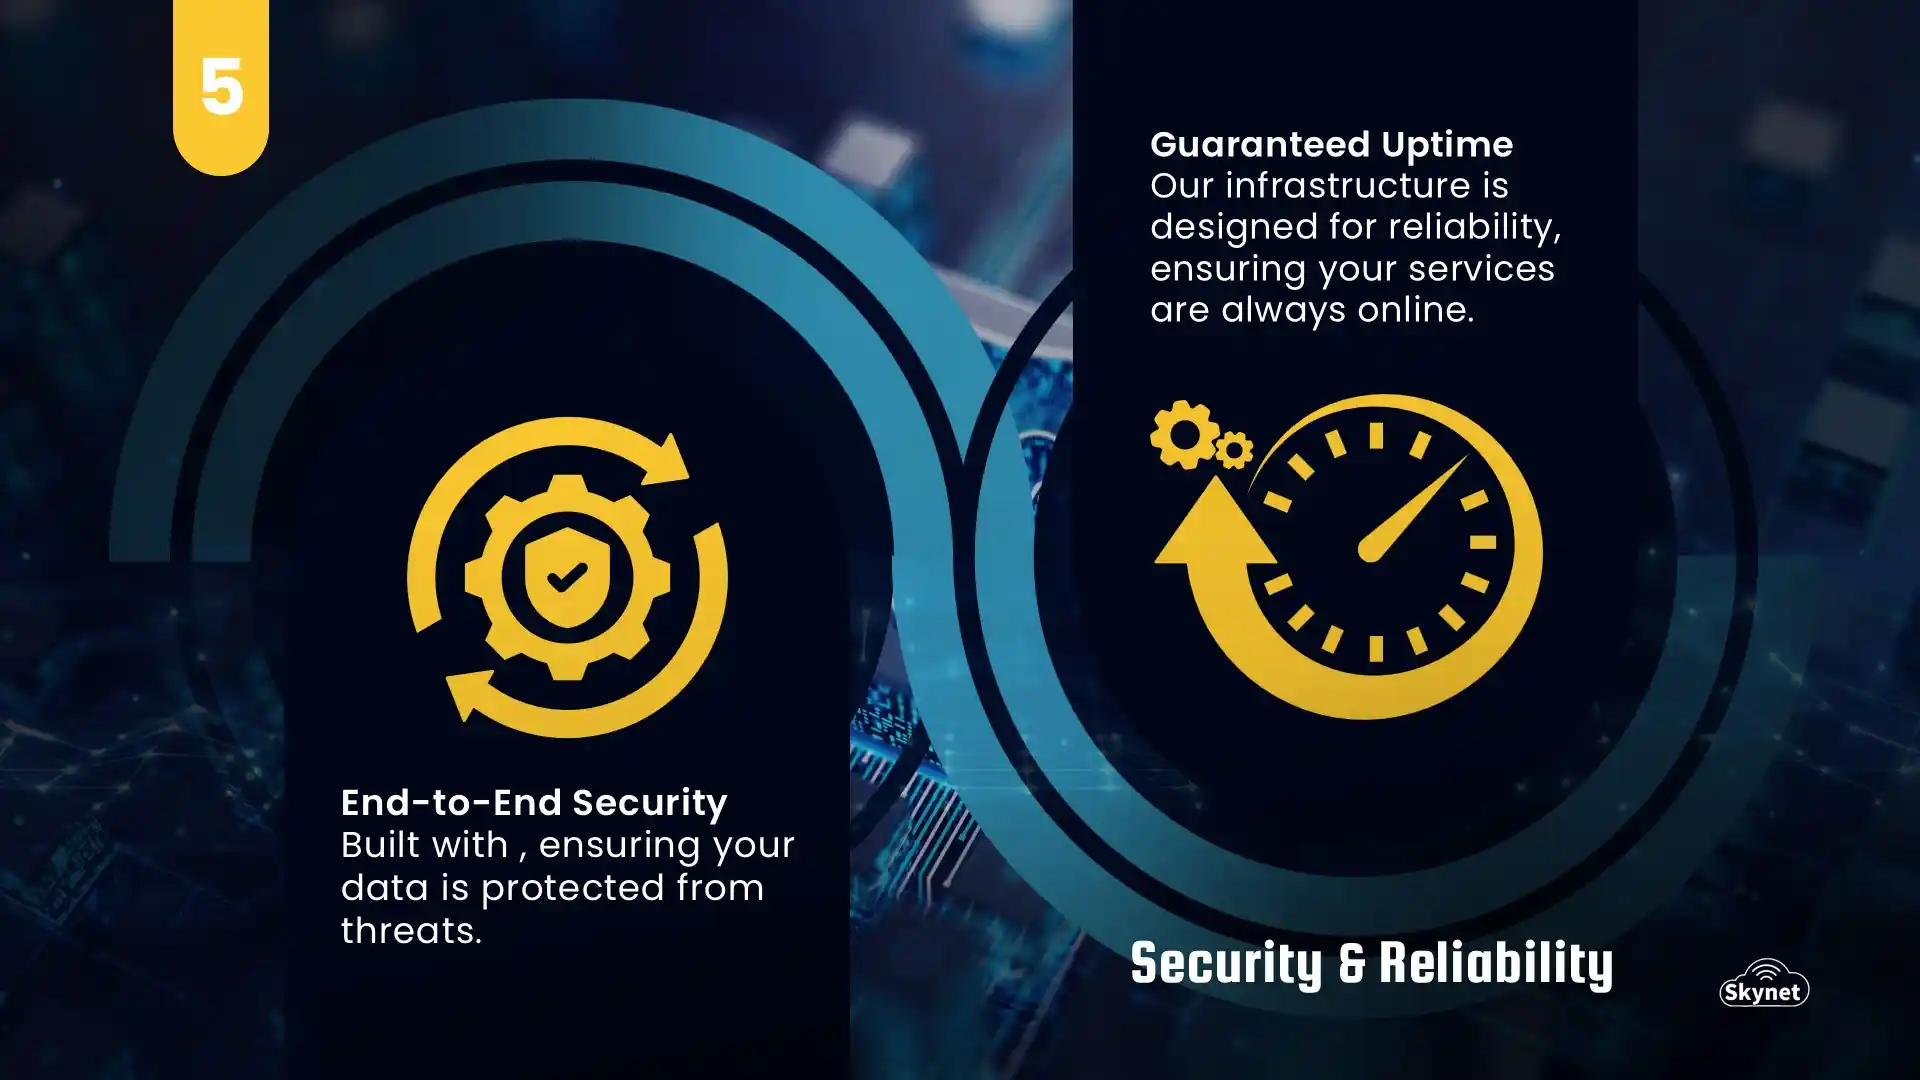 5
Guaranteed Uptime
Our infrastructure is
designed for reliability,
ensuring your services
are always online.
End-to-End Security
Built with , ensuring your
data is protected from
threats.
Security & Reliability
Skynet